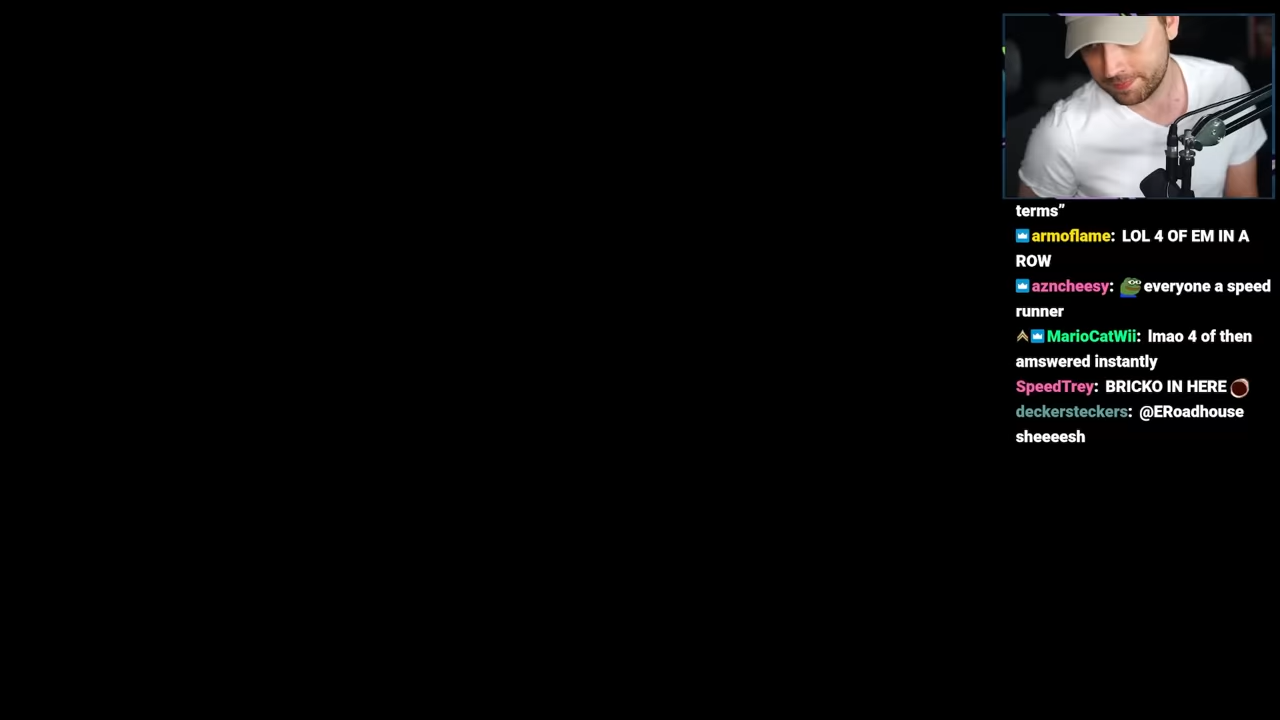 terms”
armoflame: LOL 4 OF EM IN A
ROW
azncheesy: everyone a speed
runner
MarioCatWii: lmao 4 of then
amswered instantly
SpeedTrey: BRICKO IN HERE
deckersteckers: @ERoadhouse
sheeeesh